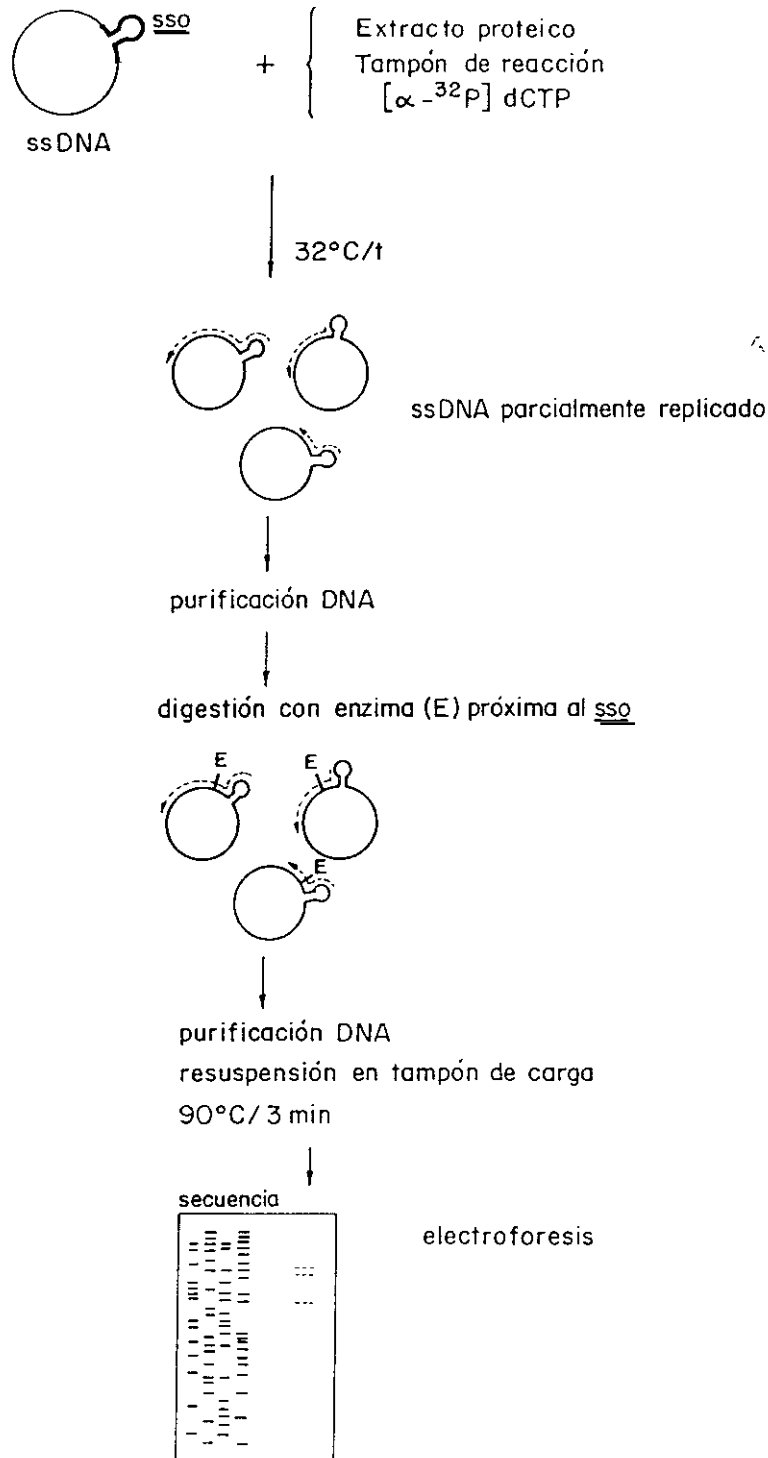 sso
Extracto proteico
+
Tampón de reacción
[α-³²P] dCTP
ssDNA
32°C/t
ssDNA parcialmente replicado
purificación DNA
digestión con enzima (E) próxima al sso
E
E
E
purificación DNA
resuspensión en tampón de carga
90°C/3 min
secuencia
electroforesis